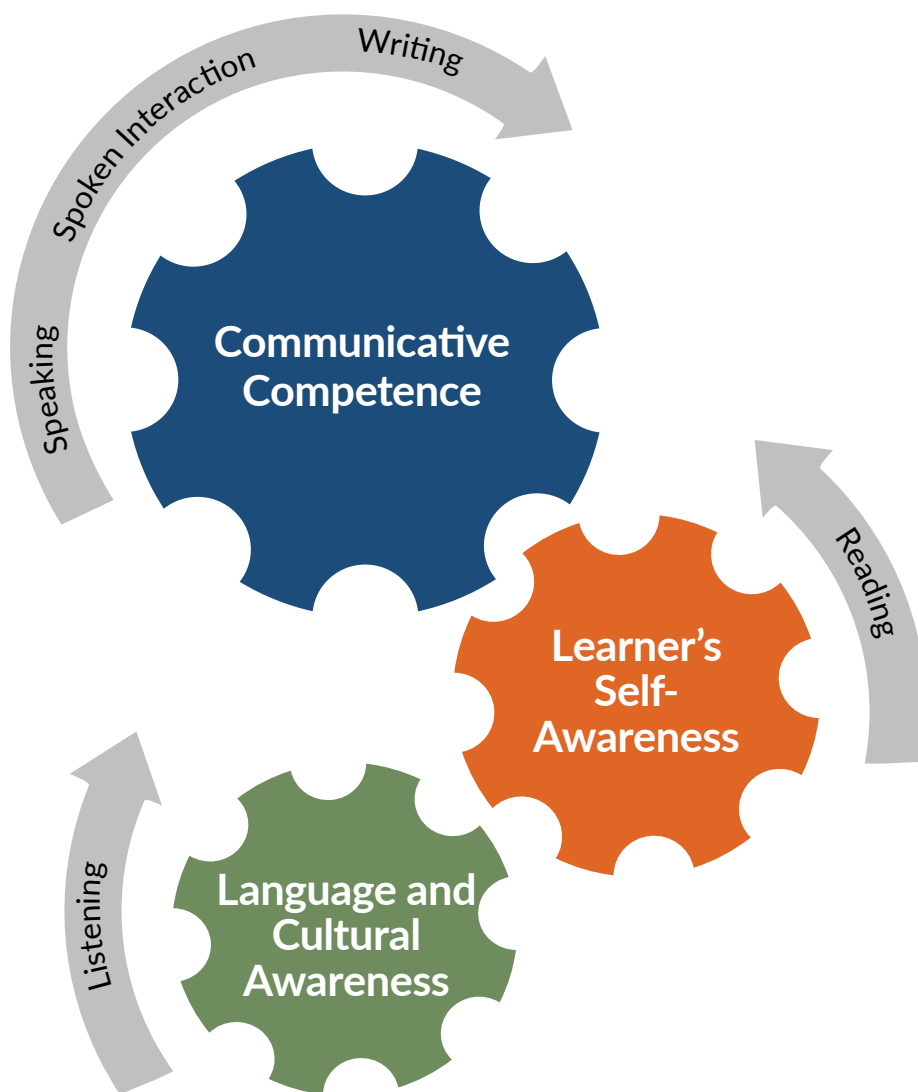 Writing
Spoken Interaction
Speaking
Communicative
Competence
Reading
Learner’s
Self-
Awareness
Listening
Language and
Cultural
Awareness